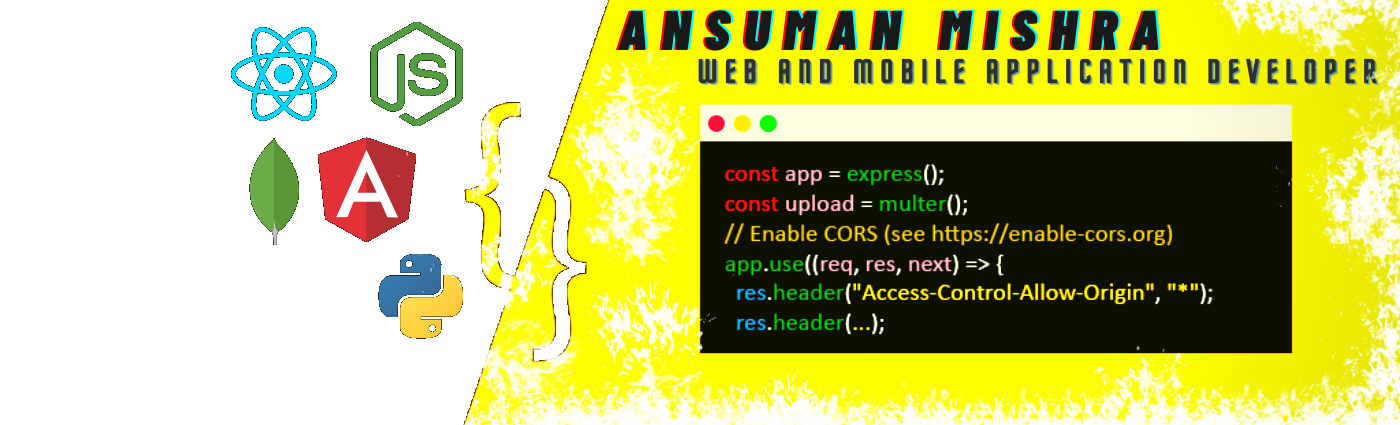 ANSUMAN MISHRA
WEB AND MOBILE APPLICATION DEVELOPER
JS
A
{
}
const app = express();
const upload = multer();
// Enable CORS (see https://enable-cors.org)
app.use((req, res, next) => {
res.header("Access-Control-Allow-Origin", "*");
res.header(...);